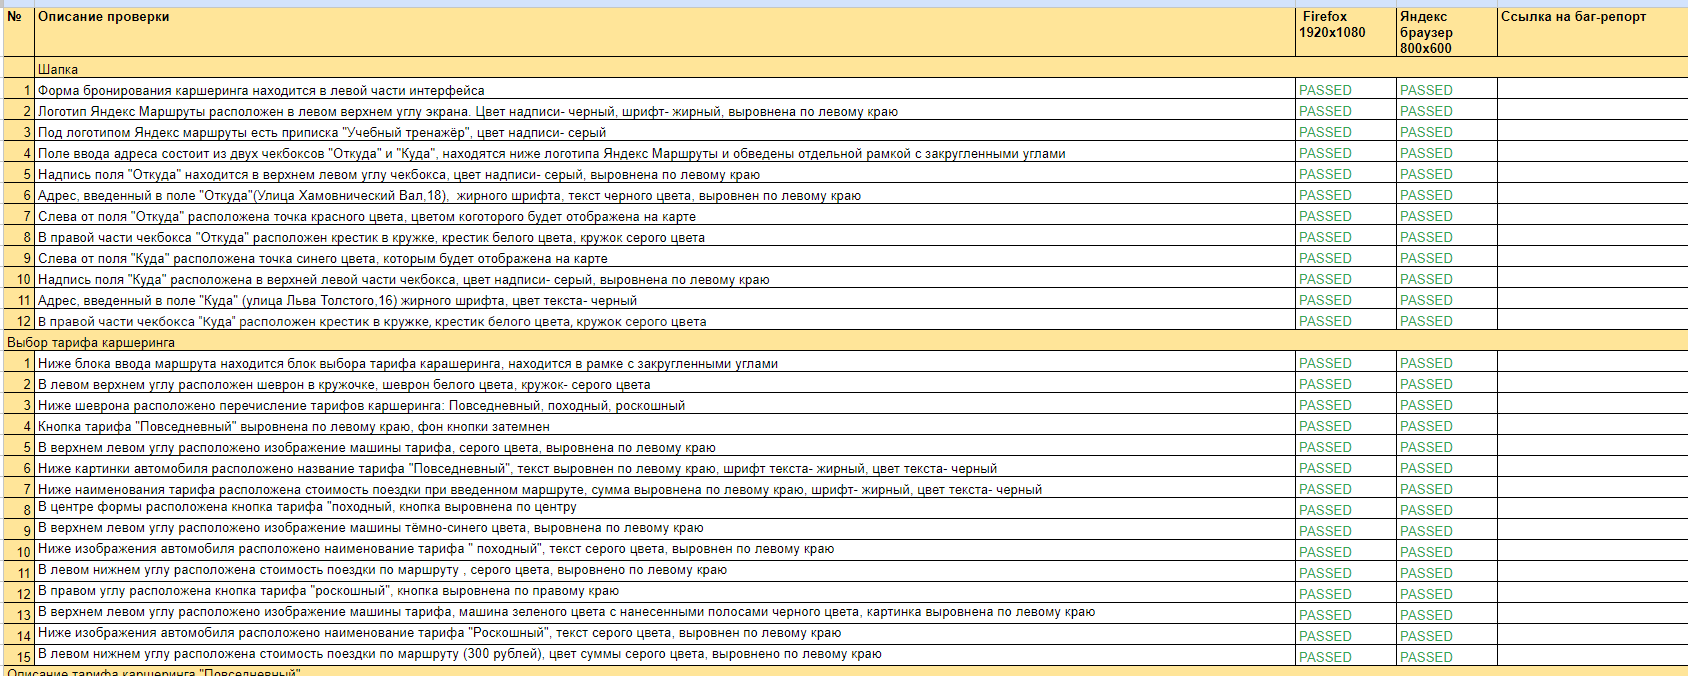 № Описание проверки Firefox 1920x1080 Яндекс браузер 800x600 Ссылка на баг-репорт
Шапка
1 Форма бронирования каршеринга находится в левой части интерфейса PASSED PASSED
2 Логотип Яндекс Маршруты расположен в левом верхнем углу экрана. Цвет надписи- черный, шрифт- жирный, выровнена по левому краю PASSED PASSED
3 Под логотипом Яндекс маршруты есть приписка "Учебный тренажёр", цвет надписи- серый PASSED PASSED
4 Поле ввода адреса состоит из двух чекбоксов "Откуда" и "Куда", находятся ниже логотипа Яндекс Маршруты и обведены отдельной рамкой с закругленными углами PASSED PASSED
5 Надпись поля "Откуда" находится в верхнем левом углу чекбокса, цвет надписи- серый, выровнена по левому краю PASSED PASSED
6 Адрес, введенный в поле "Откуда"(Улица Хамовнический Вал,18), жирного шрифта, текст черного цвета, выровнен по левому краю PASSED PASSED
7 Слева от поля "Откуда" расположена точка красного цвета, цветом коготорого будет отображена на карте PASSED PASSED
8 В правой части чекбокса "Откуда" расположен крестик в кружке, крестик белого цвета, кружок серого цвета PASSED PASSED
9 Слева от поля "Куда" расположена точка синего цвета, которым будет отображена на карте PASSED PASSED
10 Надпись поля "Куда" расположена в верхней левой части чекбокса, цвет надписи- серый, выровнена по левому краю PASSED PASSED
11 Адрес, введенный в поле "Куда" (улица Льва Толстого,16) жирного шрифта, цвет текста- черный PASSED PASSED
12 В правой части чекбокса "Куда" расположен крестик в кружке, крестик белого цвета, кружок серого цвета PASSED PASSED
Выбор тарифа каршеринга
1 Ниже блока ввода маршрута находится блок выбора тарифа карашеринга, находится в рамке с закругленными углами PASSED PASSED
2 В левом верхнем углу расположен шеврон в кружочке, шеврон белого цвета, кружок- серого цвета PASSED PASSED
3 Ниже шеврона расположено перечисление тарифов каршеринга: Повседневный, походный, роскошный PASSED PASSED
4 Кнопка тарифа "Повседневный" выровнена по левому краю, фон кнопки затемнен PASSED PASSED
5 В верхнем левом углу расположено изображение машины тарифа, серого цвета, выровнена по левому краю PASSED PASSED
6 Ниже картинки автомобиля расположено название тарифа "Повседневный", текст выровнен по левому краю, шрифт текста- жирный, цвет текста- черный PASSED PASSED
7 Ниже наименования тарифа расположена стоимость поездки при введенном маршруте, сумма выровнена по левому краю, шрифт- жирный, цвет текста- черный PASSED PASSED
8 В центре формы расположена кнопка тарифа "походный, кнопка выровнена по центру PASSED PASSED
9 В верхнем левом углу расположено изображение машины тёмно-синего цвета, выровнена по левому краю PASSED PASSED
10 Ниже изображения автомобиля расположено наименование тарифа " походный", текст серого цвета, выровнен по левому краю PASSED PASSED
11 В левом нижнем углу расположена стоимость поездки по маршруту , серого цвета, выровнено по левому краю PASSED PASSED
12 В правом углу расположена кнопка тарифа "роскошный", кнопка выровнена по правому краю PASSED PASSED
13 В верхнем левом углу расположено изображение машины тарифа, машина зеленого цвета с нанесенными полосами черного цвета, картинка выровнена по левому краю PASSED PASSED
14 Ниже изображения автомобиля расположено наименование тарифа "Роскошный", текст серого цвета, выровнен по левому краю PASSED PASSED
15 В левом нижнем углу расположена стоимость поездки по маршруту (300 рублей), цвет суммы серого цвета, выровнено по левому краю PASSED PASSED
Описание тарифа каршеринга "Повседневный"